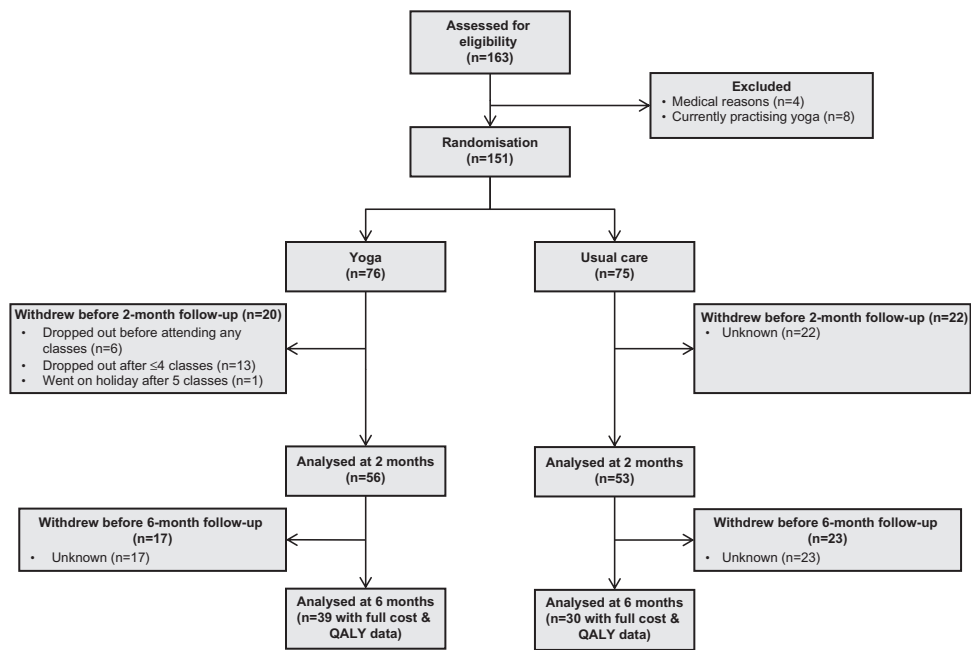 Assessed for
eligibility
(n=163)
Excluded
• Medical reasons (n=4)
• Currently practising yoga (n=8)
Randomisation
(n=151)
Yoga
(n=76)
Usual care
(n=75)
Withdrew before 2-month follow-up (n=20)
• Dropped out before attending any
classes (n=6)
• Dropped out after ≤4 classes (n=13)
• Went on holiday after 5 classes (n=1)
Withdrew before 2-month follow-up (n=22)
• Unknown (n=22)
Analysed at 2 months
(n=56)
Analysed at 2 months
(n=53)
Withdrew before 6-month follow-up
(n=17)
• Unknown (n=17)
Withdrew before 6-month follow-up
(n=23)
• Unknown (n=23)
Analysed at 6 months
(n=39 with full cost &
QALY data)
Analysed at 6 months
(n=30 with full cost &
QALY data)